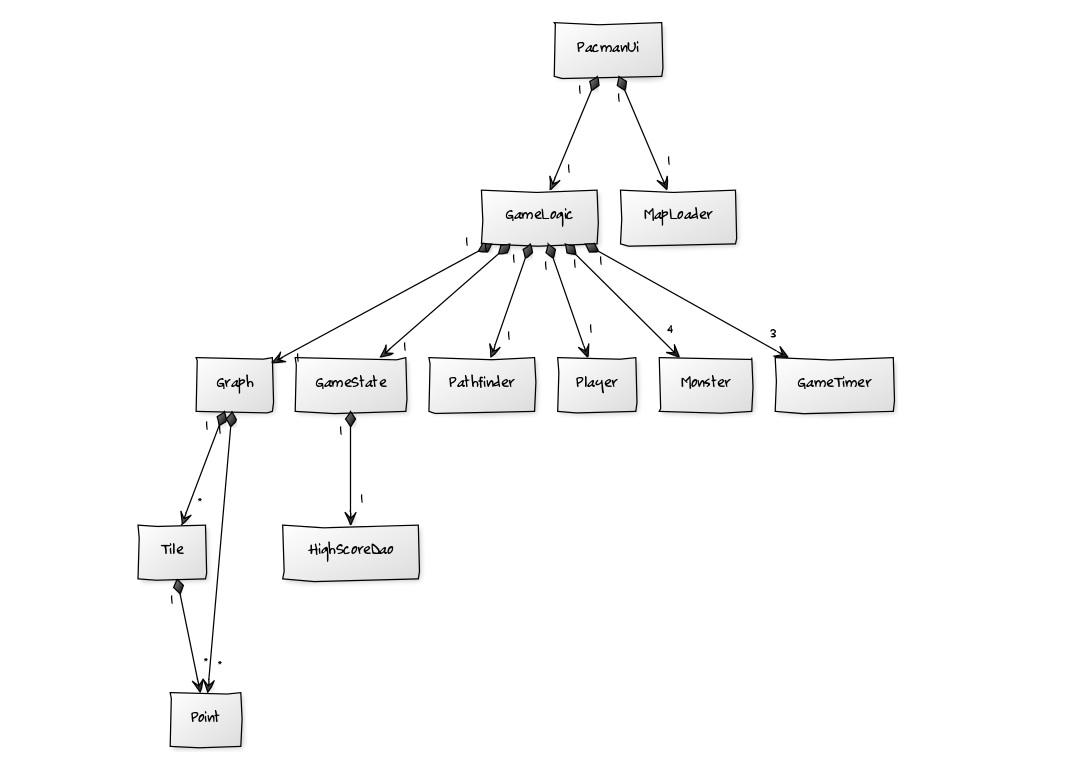 PacmanUi
1 1
1 1
GameLogic MapLoader
1 1 1 1 1
1 1 1 1 4 3
Graph GameState Pathfinder Player Monster GameTimer
1 1 1
* 1
Tile HighScoreDao
1
* *
Point